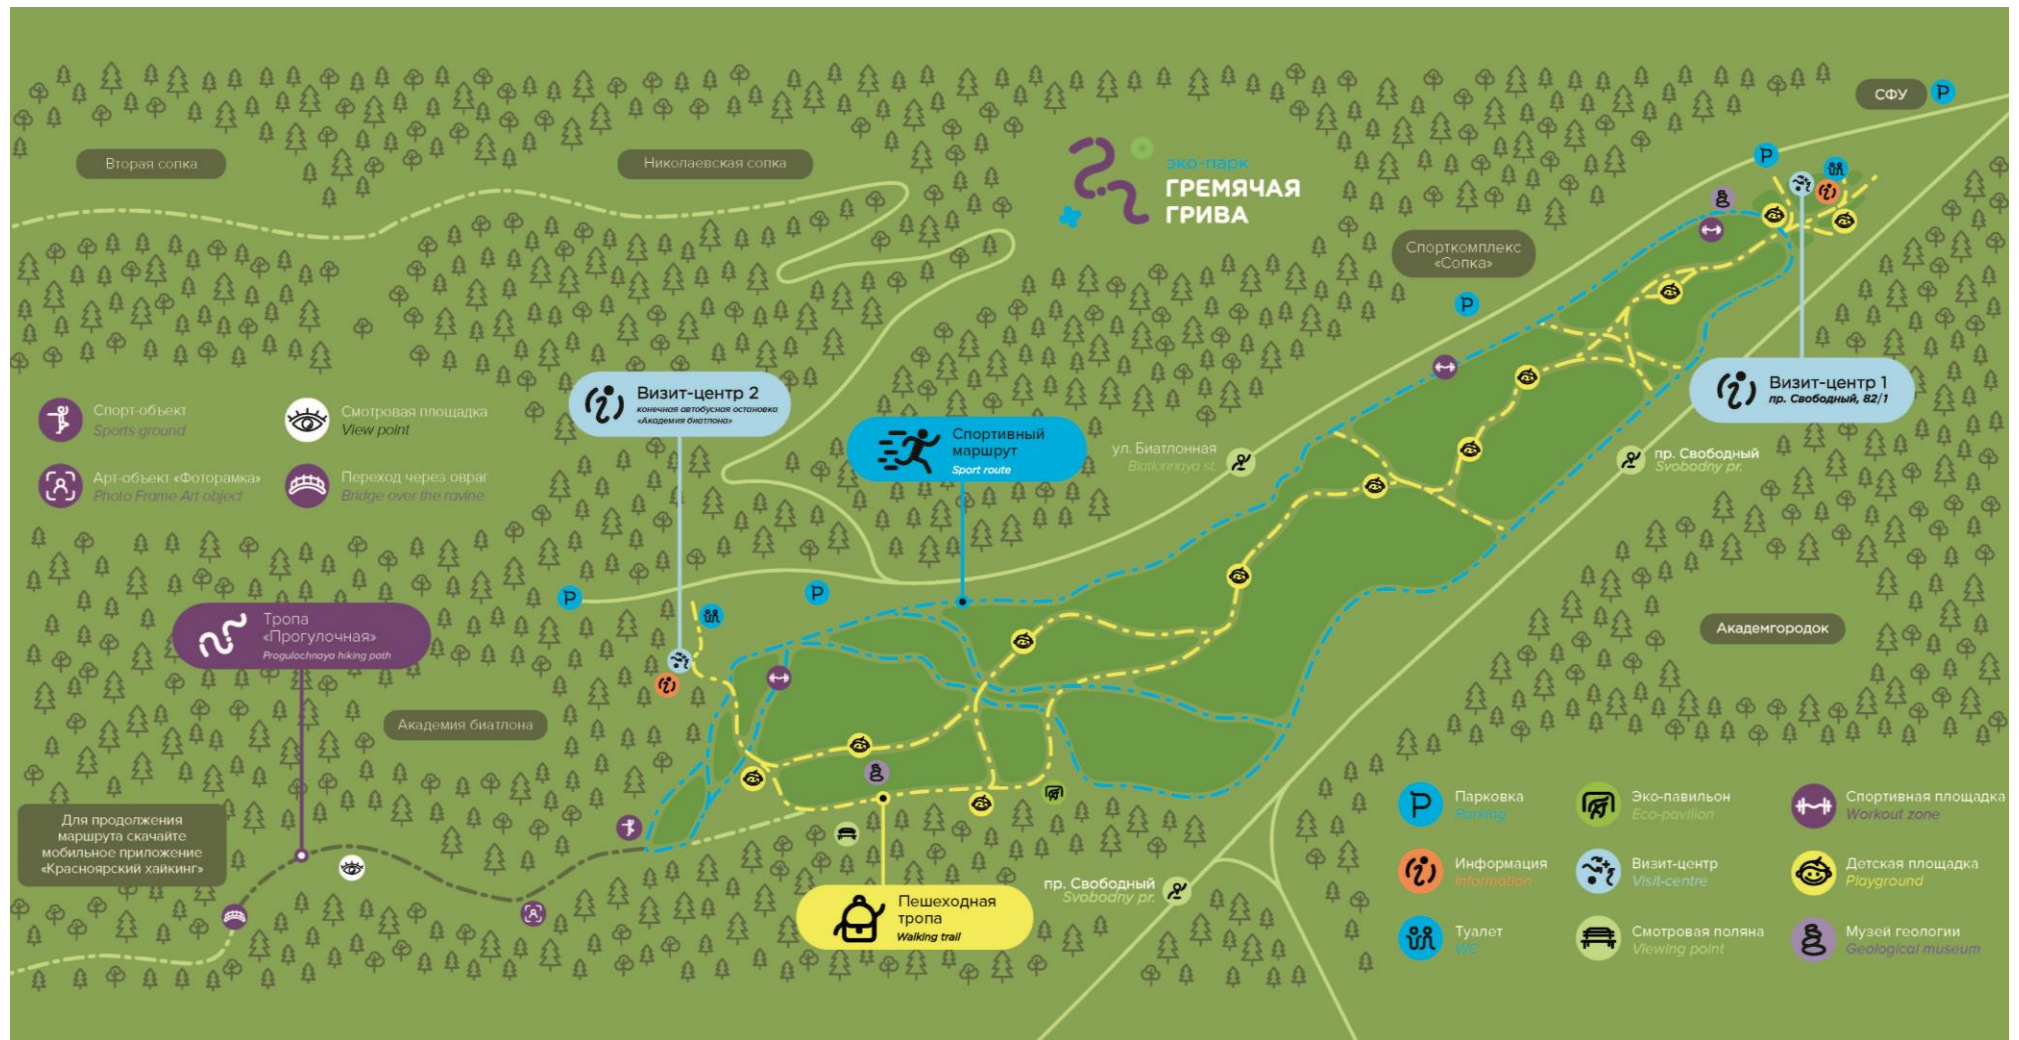 СФУ
Вторая сопка
Николаевская сопка
эко-парк
ГРЕМЯЧАЯ
ГРИВА
Спорткомплекс
«Сопка»
Визит-центр 2
конечная автобусная остановка
«Академия биатлона»
Визит-центр 1
пр. Свободный, 82/1
Спорт-объект
Sports ground
Смотровая площадка
View point
Арт-объект «Фоторамка»
Photo Frame Art object
Переход через овраг
Bridge over the ravine
Спортивный
маршрут
Sport route
ул. Биатлонная
Biatlonnaya st.
пр. Свободный
Svobodny pr.
Тропа
«Прогулочная»
Progulochnaya hiking path
Академгородок
Академия биатлона
Для продолжения
маршрута скачайте
мобильное приложение
«Красноярский хайкинг»
пр. Свободный
Svobodny pr.
Пешеходная
тропа
Walking trail
Парковка
Parking
Эко-павильон
Eco-pavilion
Спортивная площадка
Workout zone
Информация
Information
Визит-центр
Visit-centre
Детская площадка
Playground
Туалет
WC
Смотровая поляна
Viewing point
Музей геологии
Geological museum